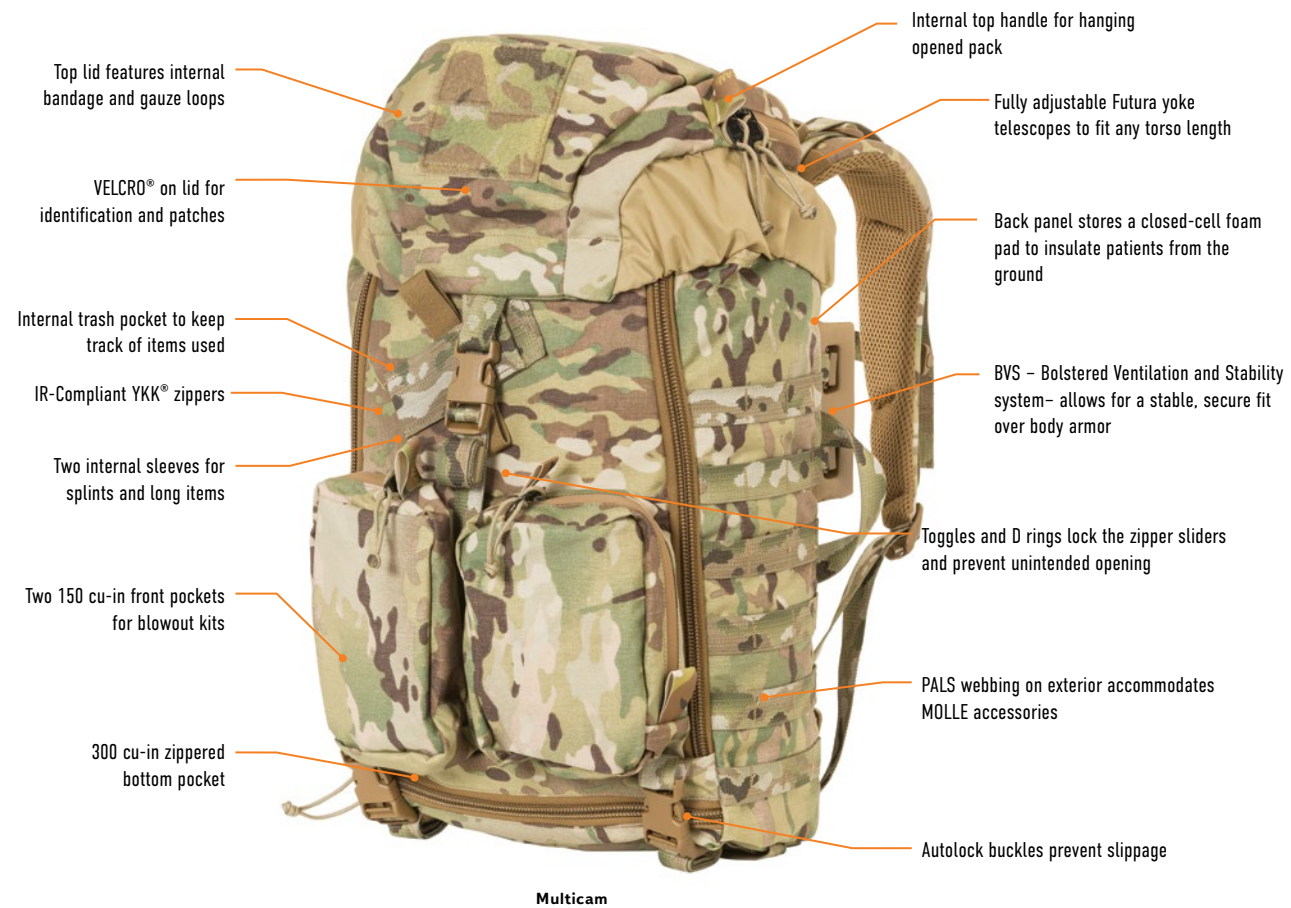 Top lid features internal
bandage and gauze loops
VELCRO® on lid for
identification and patches
Internal trash pocket to keep
track of items used
IR-Compliant YKK® zippers
Two internal sleeves for
splints and long items
Two 150 cu-in front pockets
for blowout kits
300 cu-in zippered
bottom pocket
Internal top handle for hanging
opened pack
Fully adjustable Futura yoke
telescopes to fit any torso length
Back panel stores a closed-cell foam
pad to insulate patients from the
ground
BVS – Bolstered Ventilation and Stability
system– allows for a stable, secure fit
over body armor
Toggles and D rings lock the zipper sliders
and prevent unintended opening
PALS webbing on exterior accommodates
MOLLE accessories
Autolock buckles prevent slippage
Multicam